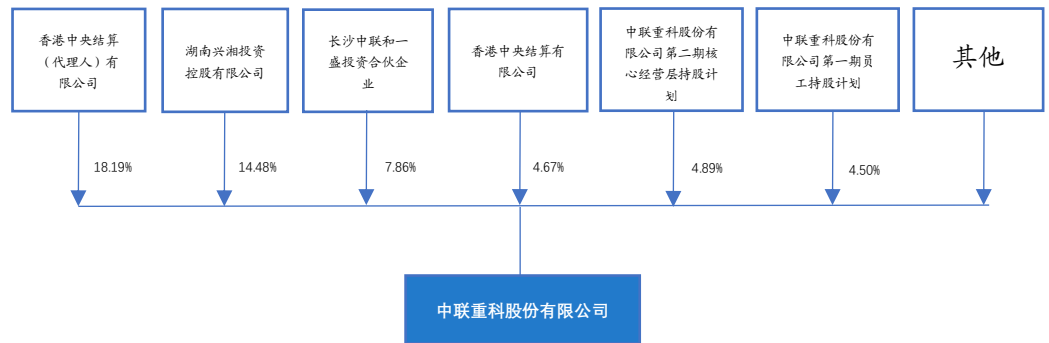 香港中央结算
（代理人）有
限公司
湖南兴湘投资
控股有限公司
长沙中联和一
盛投资合伙企
业
香港中央结算有
限公司
中联重科股份有
限公司第二期核
心经营层持股计
划
中联重科股份有
限公司第一期员
工持股计划
其他
18.19%
14.48%
7.86%
4.67%
4.89%
4.50%
中联重科股份有限公司